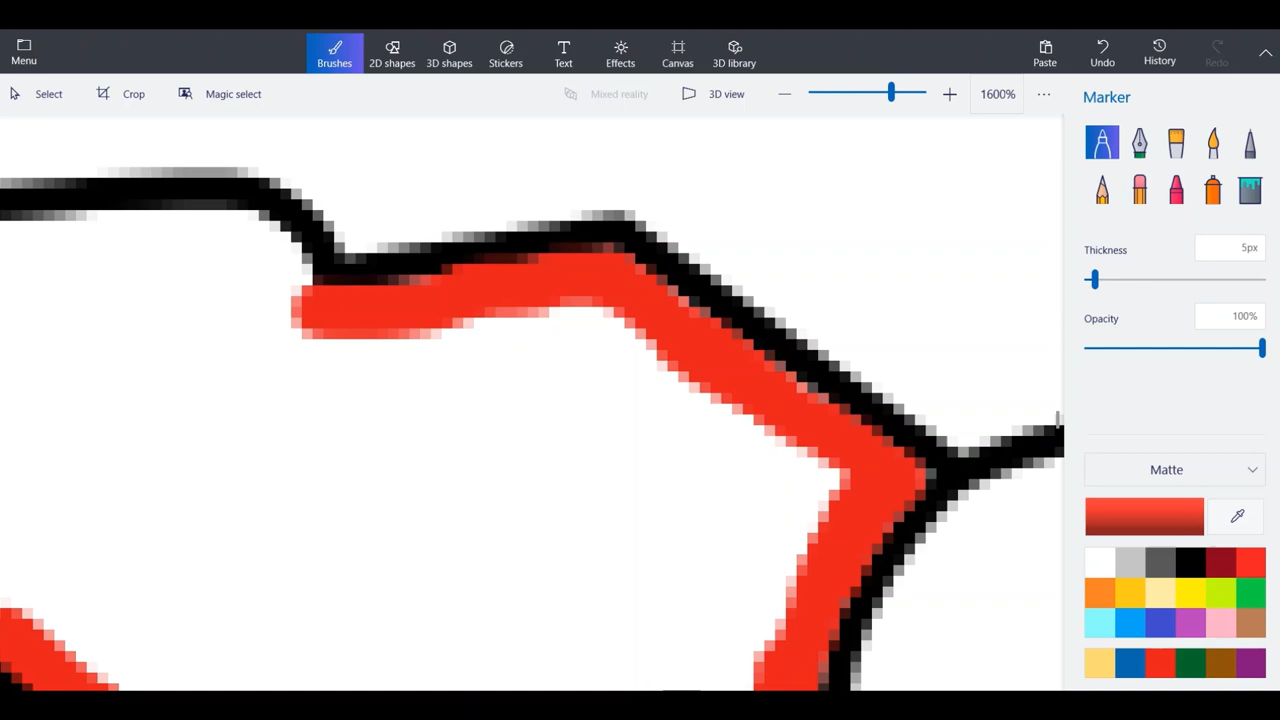 Menu
Brushes
2D shapes
3D shapes
Stickers
Text
Effects
Canvas
3D library
Paste
Undo
History
Redo
Select
Crop
Magic select
Mixed reality
3D view
1600%
Marker
Thickness
5px
Opacity
100%
Matte